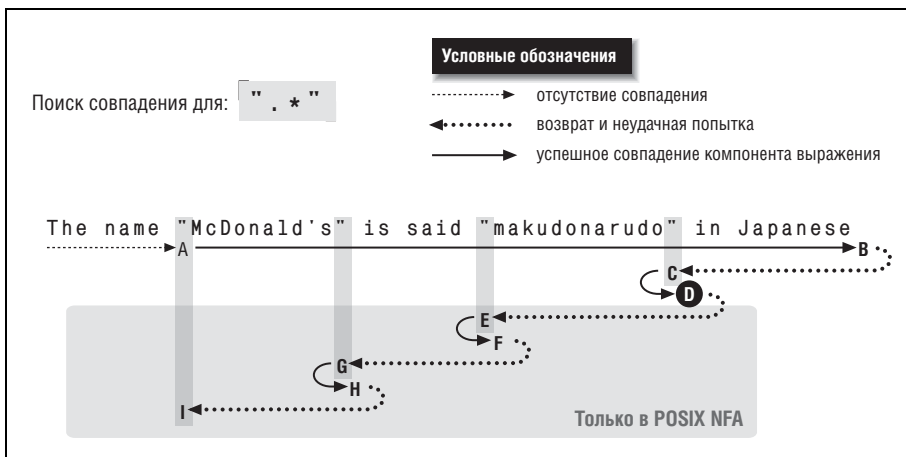 Условные обозначения
Поиск совпадения для: ".*"
отсутствие совпадения
возврат и неудачная попытка
успешное совпадение компонента выражения
The name "McDonald's" is said "makudonarudo" in Japanese
A
B
C
D
E
F
G
H
I
Только в POSIX NFA